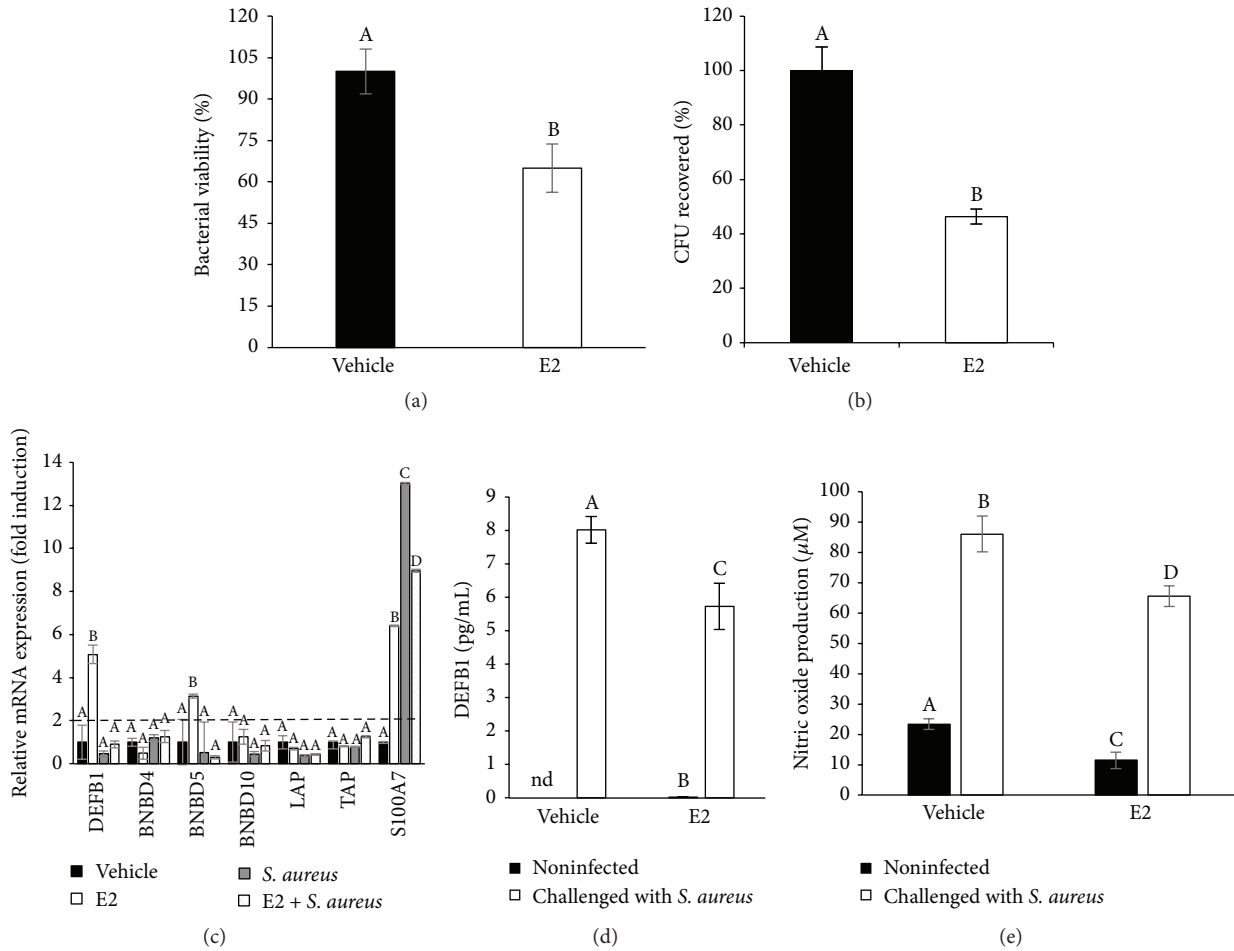 120
105
90
75
60
45
30
15
0
Bacterial viability (%)
A
B
Vehicle
E2
(a)
120
100
80
60
40
20
0
CFU recovered (%)
A
B
Vehicle
E2
(b)
14
12
10
8
6
4
2
0
Relative mRNA expression (fold induction)
A B A A
A A A A
A B A A
A A A A
A A A A
A A A A
A B C D
DEFB1
BNBD4
BNBD5
BNBD10
LAP
TAP
S100A7
Vehicle
E2
S. aureus
E2 + S. aureus
(c)
9
8
7
6
5
4
3
2
1
0
DEFB1 (pg/mL)
nd
A
B
C
Vehicle
E2
Noninfected
Challenged with S. aureus
(d)
100
90
80
70
60
50
40
30
20
10
0
Nitric oxide production (µM)
A
B
C
D
Vehicle
E2
Noninfected
Challenged with S. aureus
(e)